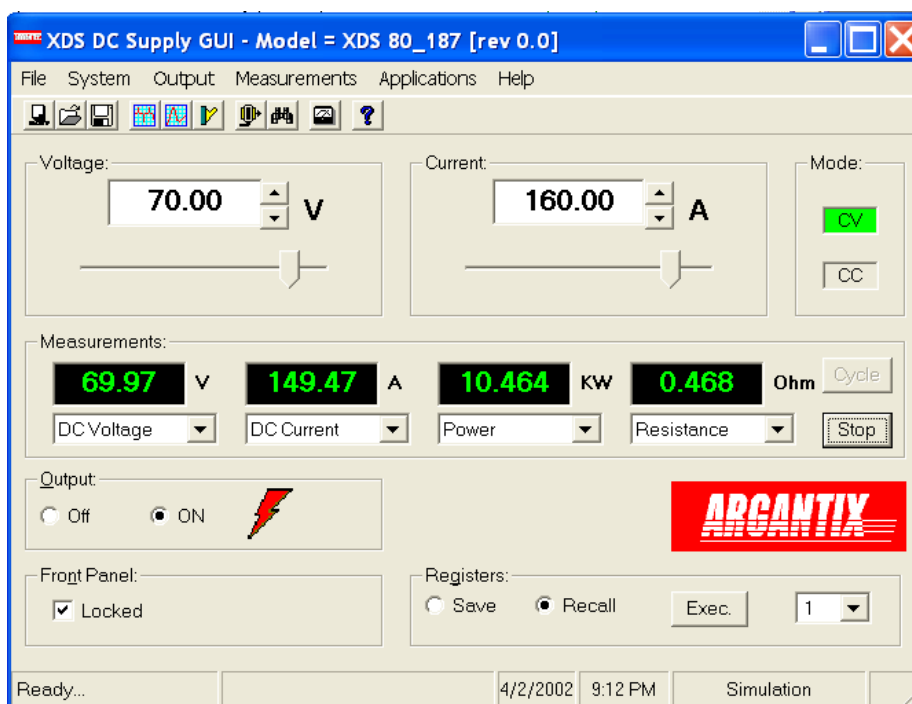 XDS DC Supply GUI - Model = XDS 80_187 [rev 0.0]
File System Output Measurements Applications Help
Voltage:
70.00 V
Current:
160.00 A
Mode:
CV
CC
Measurements:
69.97 V 149.47 A 10.464 KW 0.468 Ohm Cycle
DC Voltage DC Current Power Resistance Stop
Output:
Off ON
ARGANTIX
Front Panel:
Locked
Registers:
Save Recall Exec. 1
Ready... 4/2/2002 9:12 PM Simulation